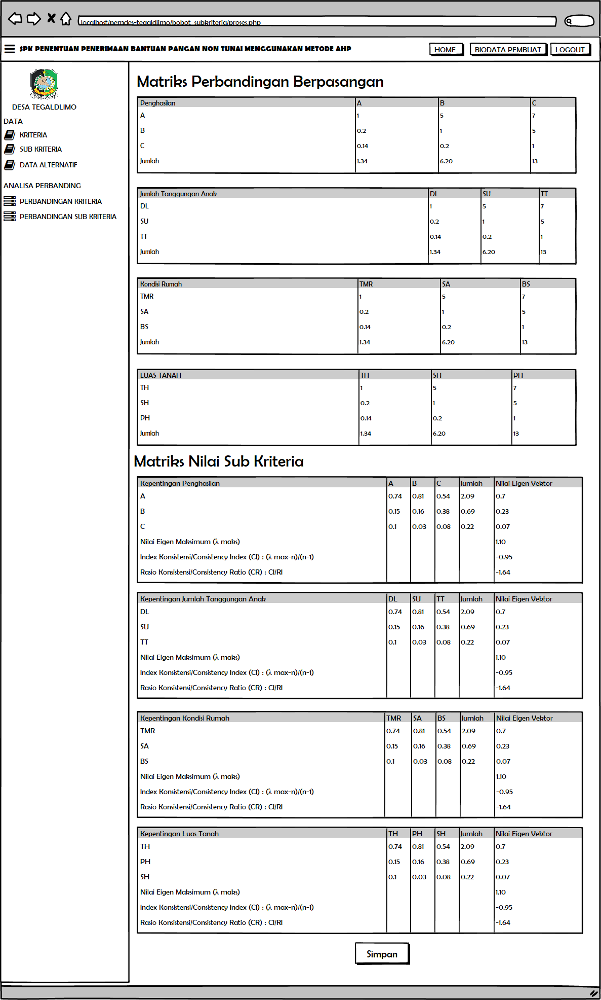 localhost/pemdes-tegaldlimo/bobot_subkriteria/proses.php
SPK PENENTUAN PENERIMAAN BANTUAN PANGAN NON TUNAI MENGGUNAKAN METODE AHP
HOME
BIODATA PEMBUAT
LOGOUT
DESA TEGALDLIMO
DATA
KRITERIA
SUB KRITERIA
DATA ALTERNATIF
ANALISA PERBANDING
PERBANDINGAN KRITERIA
PERBANDINGAN SUB KRITERIA
Matriks Perbandingan Berpasangan
Penghasilan A B C
A 1 5 7
B 0.2 1 5
C 0.14 0.2 1
Jumlah 1.34 6.20 13
Jumlah Tanggungan Anak DL SU TT
DL 1 5 7
SU 0.2 1 5
TT 0.14 0.2 1
Jumlah 1.34 6.20 13
Kondisi Rumah TMR SA BS
TMR 1 5 7
SA 0.2 1 5
BS 0.14 0.2 1
Jumlah 1.34 6.20 13
LUAS TANAH TH SH PH
TH 1 5 7
SH 0.2 1 5
PH 0.14 0.2 1
Jumlah 1.34 6.20 13
Matriks Nilai Sub Kriteria
Kepentingan Penghasilan A B C Jumlah Nilai Eigen Vektor
A 0.74 0.81 0.54 2.09 0.7
B 0.15 0.16 0.38 0.69 0.23
C 0.1 0.03 0.08 0.22 0.07
Nilai Eigen Maksimum (λ maks) 1.10
Index Konsistensi/Consistency Index (CI) : (λ max-n)/(n-1) -0.95
Rasio Konsistensi/Consistency Ratio (CR) : CI/RI -1.64
Kepentingan Jumlah Tanggungan Anak DL SU TT Jumlah Nilai Eigen Vektor
DL 0.74 0.81 0.54 2.09 0.7
SU 0.15 0.16 0.38 0.69 0.23
TT 0.1 0.03 0.08 0.22 0.07
Nilai Eigen Maksimum (λ maks) 1.10
Index Konsistensi/Consistency Index (CI) : (λ max-n)/(n-1) -0.95
Rasio Konsistensi/Consistency Ratio (CR) : CI/RI -1.64
Kepentingan Kondisi Rumah TMR SA BS Jumlah Nilai Eigen Vektor
TMR 0.74 0.81 0.54 2.09 0.7
SA 0.15 0.16 0.38 0.69 0.23
BS 0.1 0.03 0.08 0.22 0.07
Nilai Eigen Maksimum (λ maks) 1.10
Index Konsistensi/Consistency Index (CI) : (λ max-n)/(n-1) -0.95
Rasio Konsistensi/Consistency Ratio (CR) : CI/RI -1.64
Kepentingan Luas Tanah TH PH SH Jumlah Nilai Eigen Vektor
TH 0.74 0.81 0.54 2.09 0.7
PH 0.15 0.16 0.38 0.69 0.23
SH 0.1 0.03 0.08 0.22 0.07
Nilai Eigen Maksimum (λ maks) 1.10
Index Konsistensi/Consistency Index (CI) : (λ max-n)/(n-1) -0.95
Rasio Konsistensi/Consistency Ratio (CR) : CI/RI -1.64
Simpan